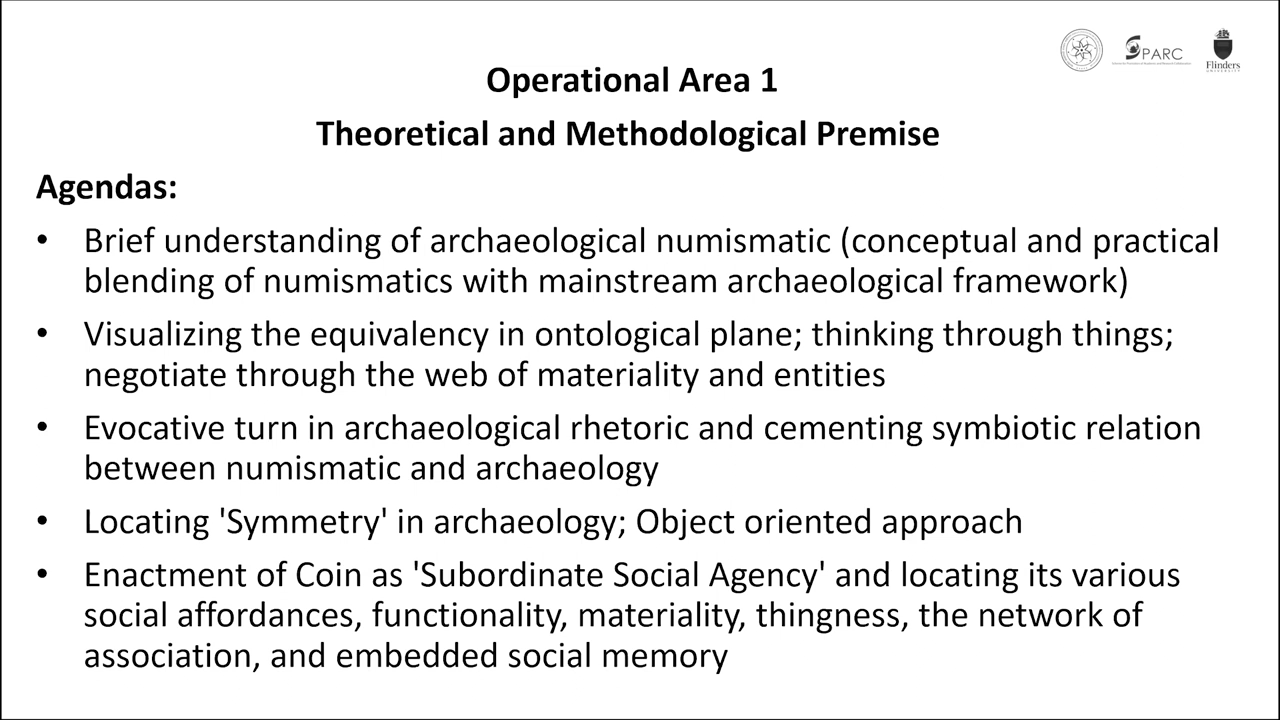 SPARC
Flinders
UNIVERSITY
Operational Area 1
Theoretical and Methodological Premise
Agendas:
• Brief understanding of archaeological numismatic (conceptual and practical
blending of numismatics with mainstream archaeological framework)
• Visualizing the equivalency in ontological plane; thinking through things;
negotiate through the web of materiality and entities
• Evocative turn in archaeological rhetoric and cementing symbiotic relation
between numismatic and archaeology
• Locating 'Symmetry' in archaeology; Object oriented approach
• Enactment of Coin as 'Subordinate Social Agency' and locating its various
social affordances, functionality, materiality, thingness, the network of
association, and embedded social memory